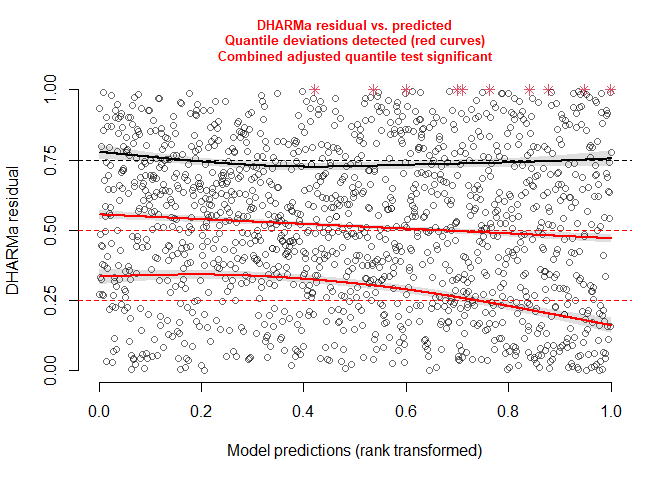 DHARMa residual vs. predicted
Quantile deviations detected (red curves)
Combined adjusted quantile test significant
DHARMa residual
1.00
0.75
0.50
0.25
0.00
0.0 0.2 0.4 0.6 0.8 1.0
Model predictions (rank transformed)